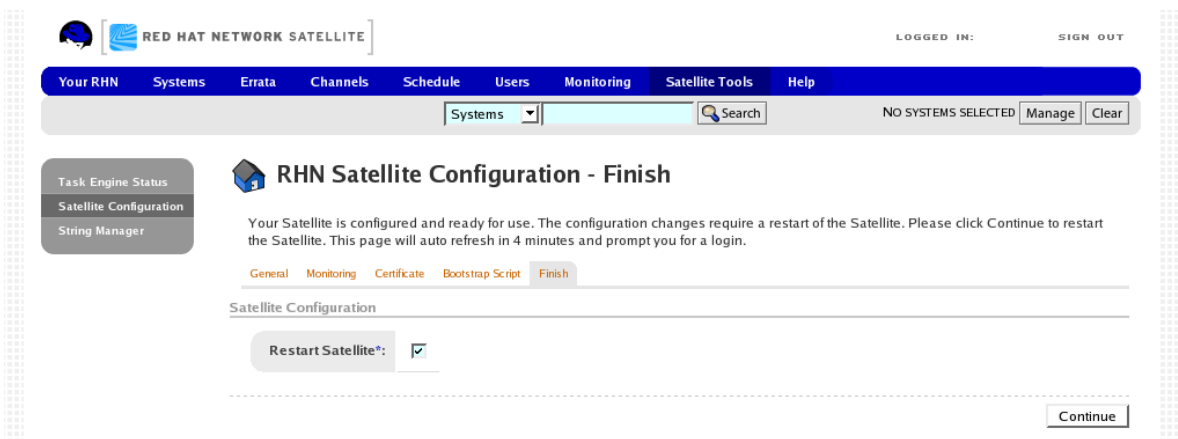 RED HAT NETWORK SATELLITE
LOGGED IN: SIGN OUT
Your RHN Systems Errata Channels Schedule Users Monitoring Satellite Tools Help
Systems Search NO SYSTEMS SELECTED Manage Clear
Task Engine Status
Satellite Configuration
String Manager
RHN Satellite Configuration - Finish
Your Satellite is configured and ready for use. The configuration changes require a restart of the Satellite. Please click Continue to restart
the Satellite. This page will auto refresh in 4 minutes and prompt you for a login.
General Monitoring Certificate Bootstrap Script Finish
Satellite Configuration
Restart Satellite*:
Continue